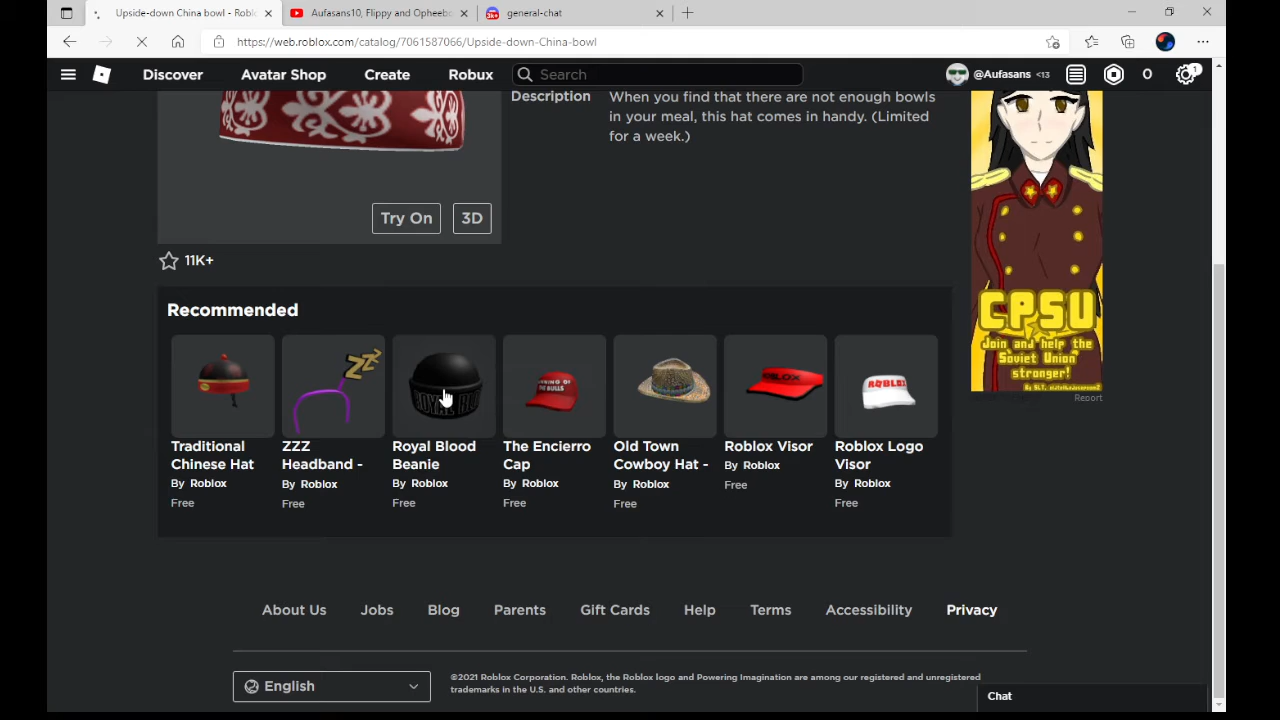 Upside-down China bowl - Roblo
Aufasans10, Flippy and Opheebo
general-chat
https://web.roblox.com/catalog/7061587066/Upside-down-China-bowl
Discover
Avatar Shop
Create
Robux
Search
@Aufasans <13
0
1
Description
When you find that there are not enough bowls
in your meal, this hat comes in handy. (Limited
for a week.)
Try On
3D
11K+
CPSU
Join and help the
Soviet Union
stronger!
Report
Recommended
ZZZ
ROBLOX
ROBLOX
Traditional
Chinese Hat
By Roblox
Free
ZZZ
Headband -
By Roblox
Free
Royal Blood
Beanie
By Roblox
Free
The Encierro
Cap
By Roblox
Free
Old Town
Cowboy Hat -
By Roblox
Free
Roblox Visor
By Roblox
Free
Roblox Logo
Visor
By Roblox
Free
About Us
Jobs
Blog
Parents
Gift Cards
Help
Terms
Accessibility
Privacy
English
©2021 Roblox Corporation. Roblox, the Roblox logo and Powering Imagination are among our registered and unregistered
trademarks in the U.S. and other countries.
Chat